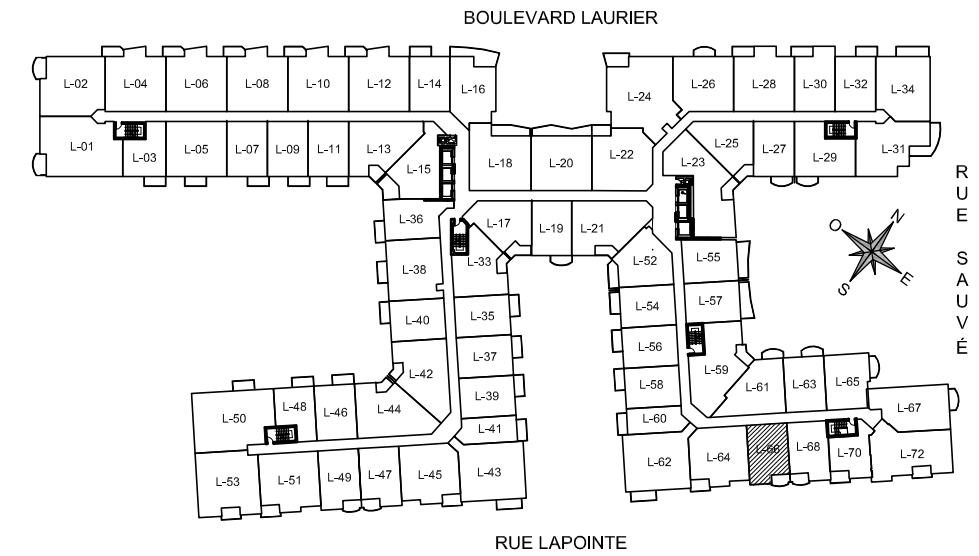 BOULEVARD LAURIER
L-02 L-04 L-06 L-08 L-10 L-12 L-14 L-16 L-24 L-26 L-28 L-30 L-32 L-34
L-01 L-03 L-05 L-07 L-09 L-11 L-13 L-15 L-18 L-20 L-22 L-23 L-25 L-27 L-29 L-31
L-36 L-17 L-19 L-21
L-38 L-33 L-52 L-55
L-40 L-35 L-54 L-57
L-42 L-37 L-56 L-59
L-50 L-48 L-46 L-44 L-39 L-58 L-61 L-63 L-65 L-67
L-41 L-60
L-53 L-51 L-49 L-47 L-45 L-43 L-62 L-64 L-66 L-68 L-70 L-72
RUE SAUVÉ
O N
S E
RUE LAPOINTE